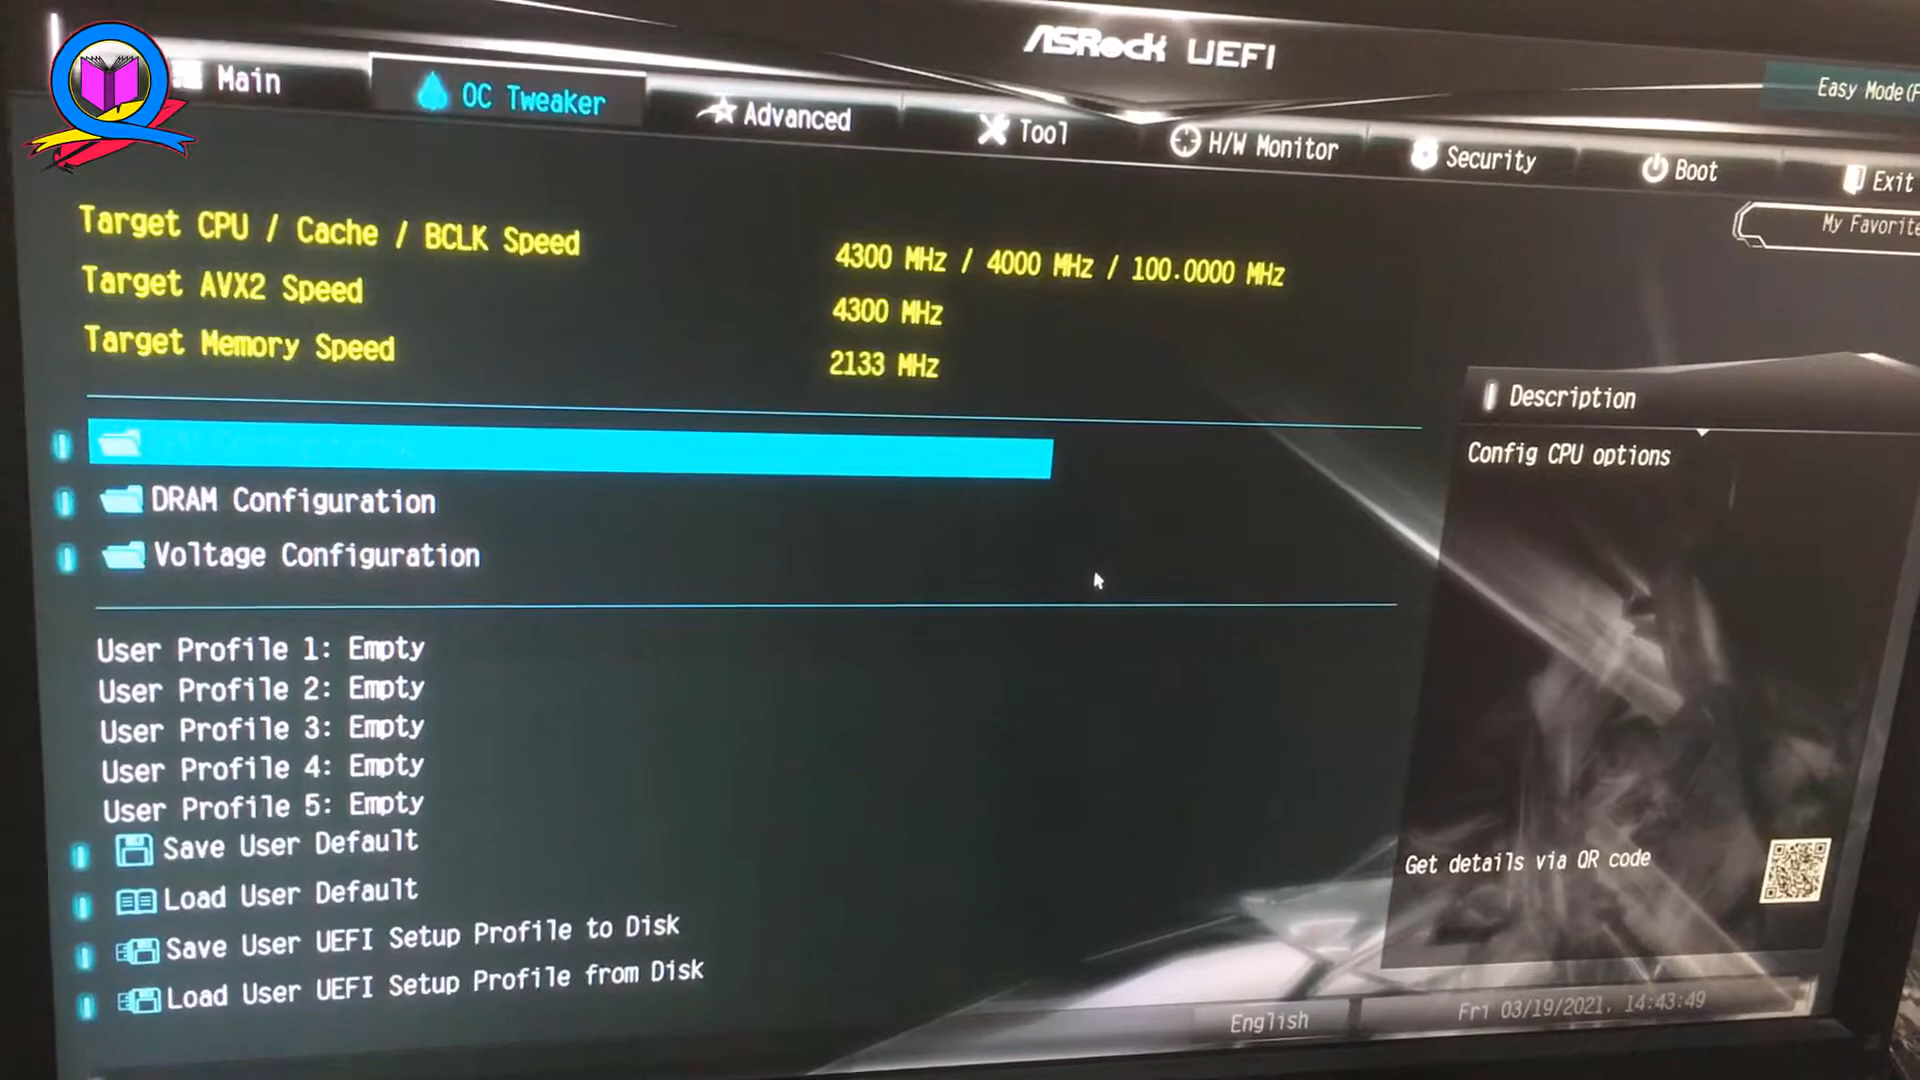 ASRock UEFI
Easy Mode(F
Main
OC Tweaker
Advanced
Tool
H/W Monitor
Security
Boot
Exit
My Favorite
Target CPU / Cache / BCLK Speed 4300 MHz / 4000 MHz / 100.0000 MHz
Target AVX2 Speed 4300 MHz
Target Memory Speed 2133 MHz
Description
Config CPU options
DRAM Configuration
Voltage Configuration
User Profile 1: Empty
User Profile 2: Empty
User Profile 3: Empty
User Profile 4: Empty
User Profile 5: Empty
Save User Default
Load User Default
Save User UEFI Setup Profile to Disk
Load User UEFI Setup Profile from Disk
Get details via QR code
English
Fri 03/19/2021, 14:43:49